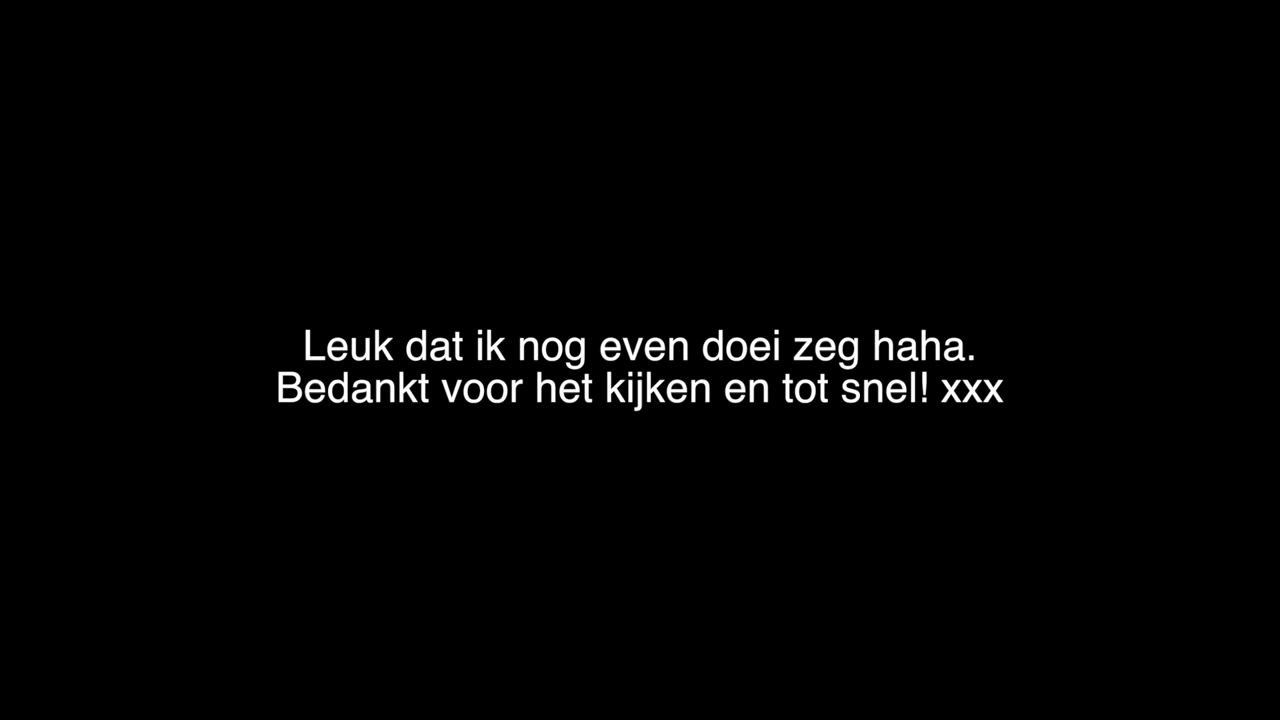 Leuk dat ik nog even doei zeg haha.
Bedankt voor het kijken en tot snel! xxx